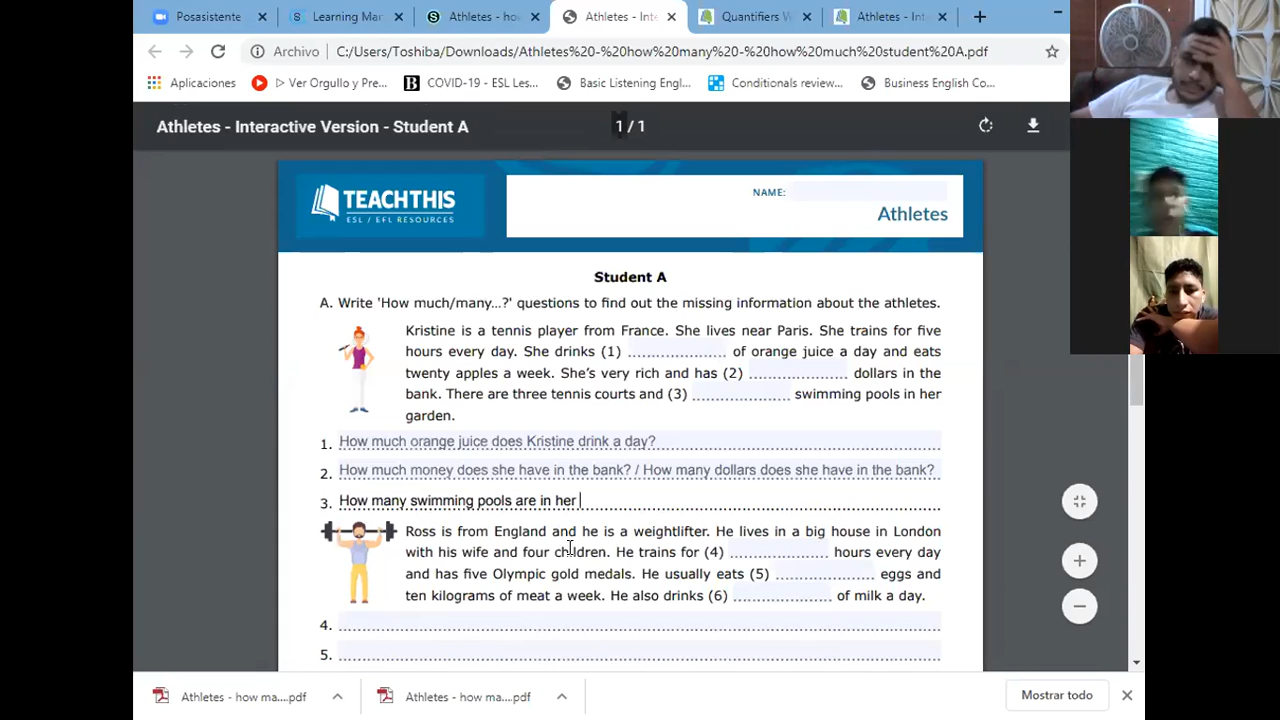 Posasistente
Learning Mar
Athletes - ho
Athletes - Inte
Quantifiers W
Athletes - Int
Archivo
C:/Users/Toshiba/Downloads/Athletes%20-%20how%20many%20-%20how%20much%20student%20A.pdf
Aplicaciones
▷ Ver Orgullo y Pre...
COVID-19 - ESL Les...
Basic Listening Engl...
Conditionals review...
Business English Co...
Athletes - Interactive Version - Student A
1 / 1
TEACHTHIS
ESL / EFL RESOURCES
NAME:
Athletes
Student A
A. Write 'How much/many...?' questions to find out the missing information about the athletes.
Kristine is a tennis player from France. She lives near Paris. She trains for five
hours every day. She drinks (1) .................... of orange juice a day and eats
twenty apples a week. She's very rich and has (2) .................... dollars in the
bank. There are three tennis courts and (3) .................... swimming pools in her
garden.
1. How much orange juice does Kristine drink a day?
2. How much money does she have in the bank? / How many dollars does she have in the bank?
3. How many swimming pools are in her
Ross is from England and he is a weightlifter. He lives in a big house in London
with his wife and four children. He trains for (4) .................... hours every day
and has five Olympic gold medals. He usually eats (5) .................... eggs and
ten kilograms of meat a week. He also drinks (6) .................... of milk a day.
4.
5.
Athletes - how ma....pdf
Athletes - how ma....pdf
Mostrar todo